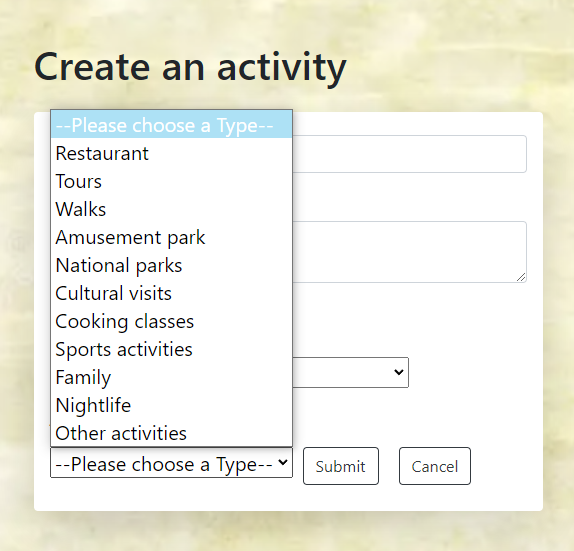 Create an activity
--Please choose a Type--
Restaurant
Tours
Walks
Amusement park
National parks
Cultural visits
Cooking classes
Sports activities
Family
Nightlife
Other activities
--Please choose a Type-- Submit Cancel